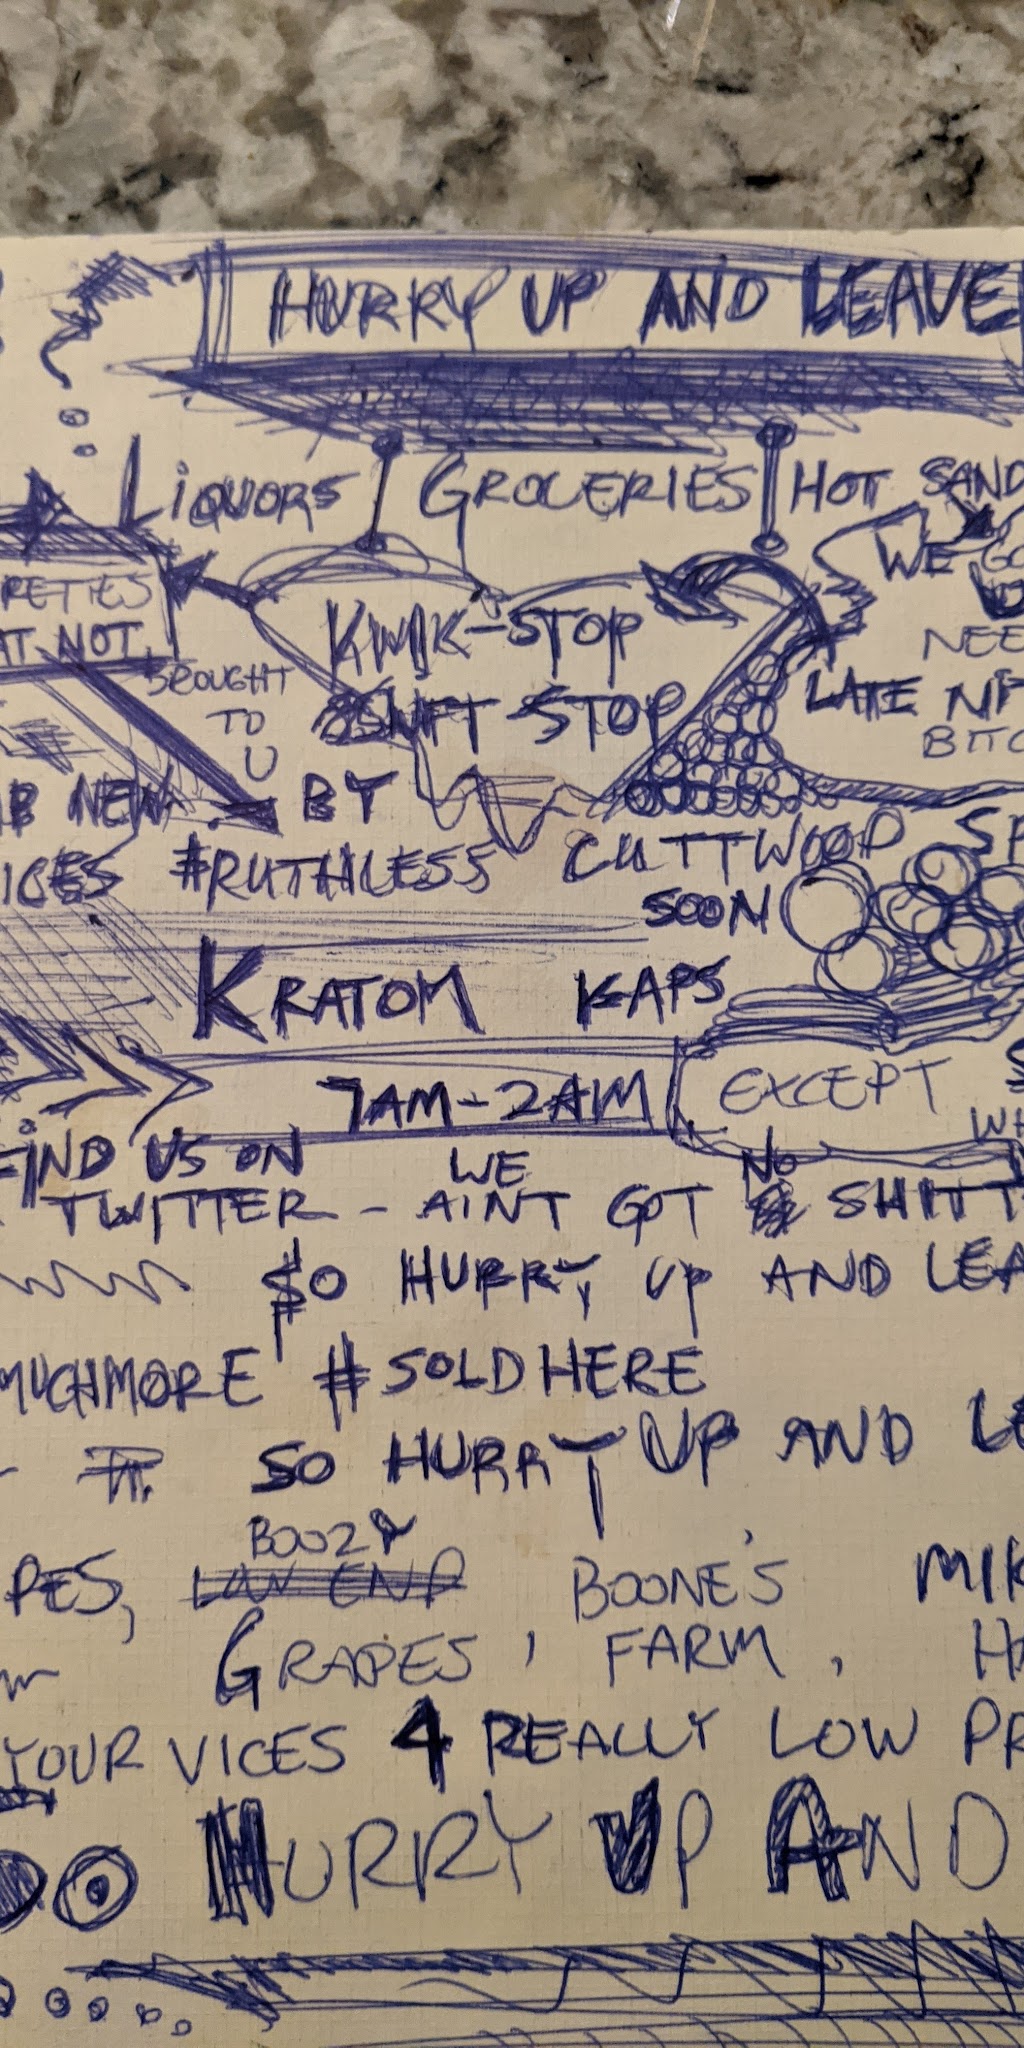 HURRY UP AND LEAVE
LIQUORS GROCERIES HOT SAND
WE GO
RETTES KWIK-STOP
AT NOT. NEE
BROUGHT TO U STOP LATE NI
BITC
B NEW BY
ICES #RUTHLESS CUTTWOOD SP
SOON
KRATOM KAPS
7AM-2AM EXCEPT
WH
FIND US ON WE NO
TWITTER - AINT GOT SHITT
$O HURRY UP AND LEA
MUCHMORE # SOLD HERE
SO HURRY UP AND LE
BOOZY
PES, LOW END BOONE'S MIK
GRAPES, FARM, HA
YOUR VICES 4 REALLY LOW PR
HURRY UP AND